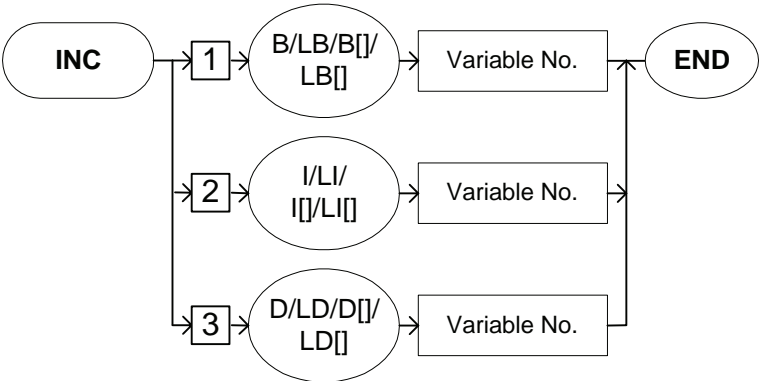 INC
1
B/LB/B[]/
LB[]
Variable No.
END
2
I/LI/
I[]/LI[]
Variable No.
3
D/LD/D[]/
LD[]
Variable No.